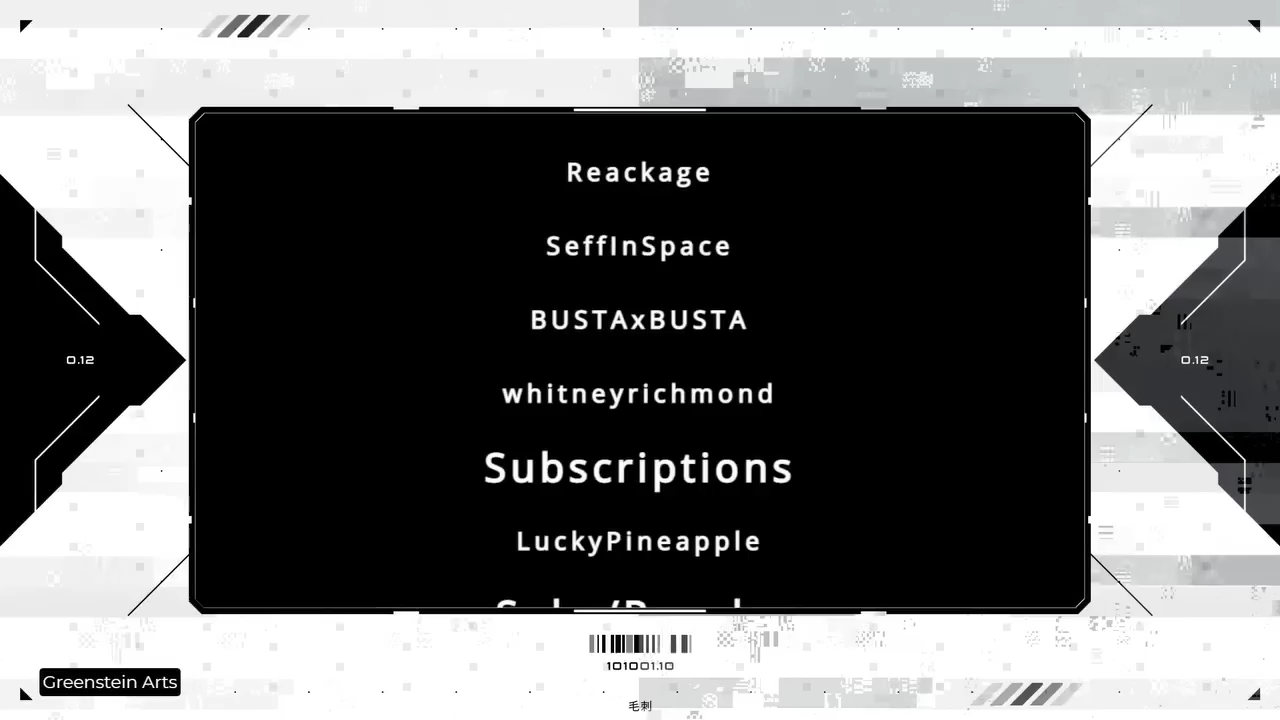 Reackage
SeffInSpace
BUSTAxBUSTA
whitneyrichmond
0.12
0.12
Subscriptions
LuckyPineapple
101001.10
Greenstein Arts
毛刺